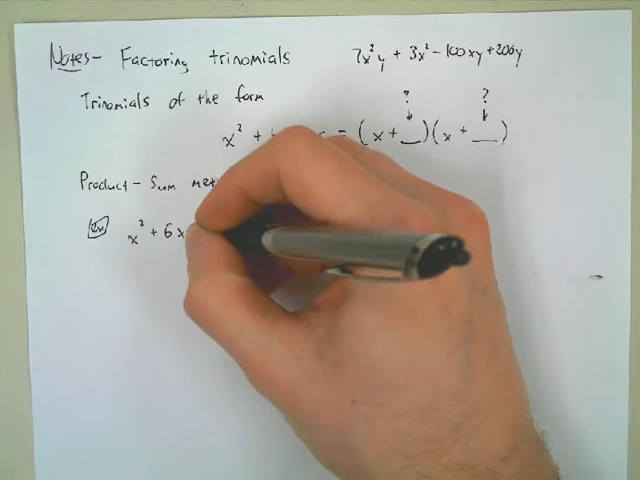 Notes- Factoring trinomials 7x²y + 3x² - 100xy + 200y
Trinomials of the form
? ?
x² + = (x + __)(x + __)
Product - Sum
Ex x² + 6x